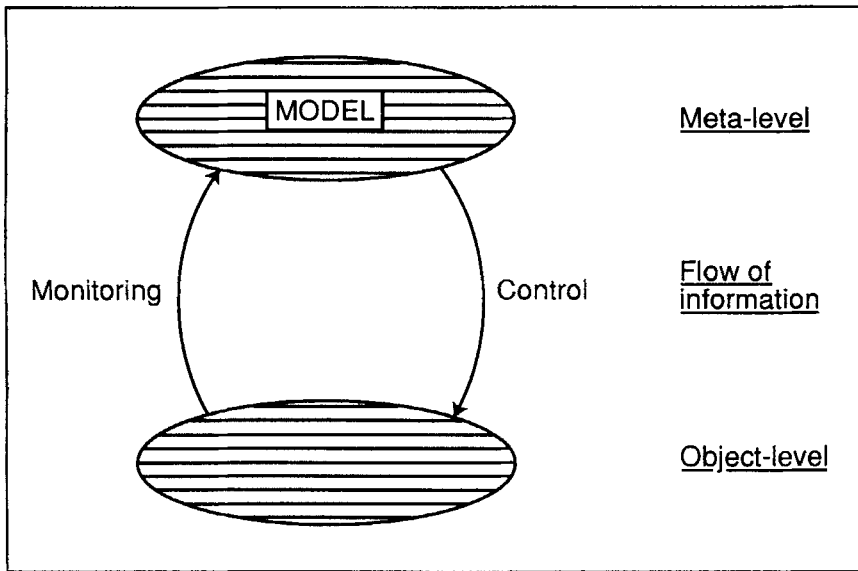 MODEL
Meta-level
Monitoring
Control
Flow of
information
Object-level